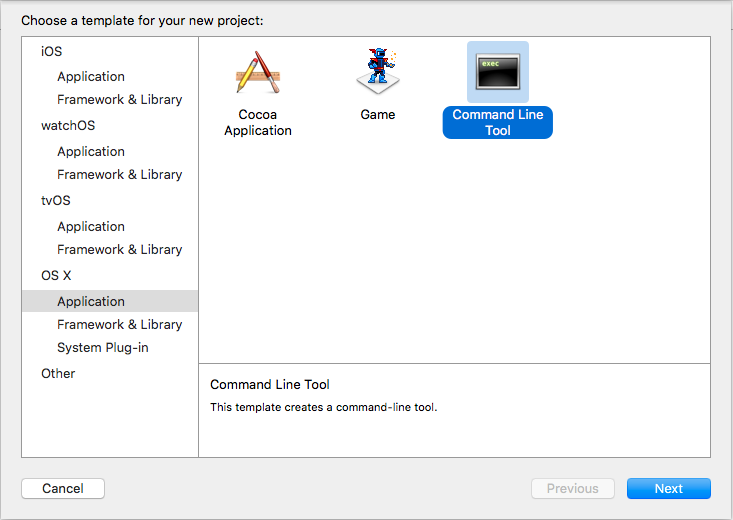 Choose a template for your new project:
iOS
Application
Framework & Library
watchOS
Application
Framework & Library
tvOS
Application
Framework & Library
OS X
Application
Framework & Library
System Plug-in
Other
Cocoa
Application
Game
exec
Command Line
Tool
Command Line Tool
This template creates a command-line tool.
Cancel
Previous
Next